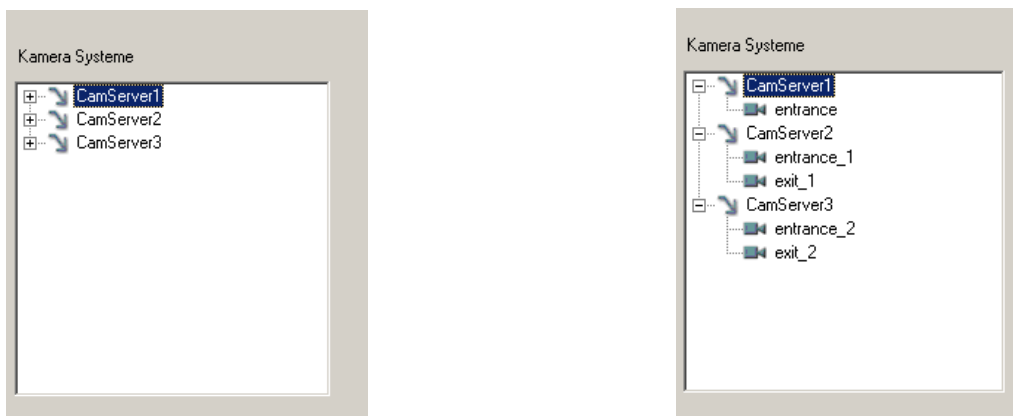 Kamera Systeme
CamServer1
CamServer2
CamServer3
Kamera Systeme
CamServer1
entrance
CamServer2
entrance_1
exit_1
CamServer3
entrance_2
exit_2